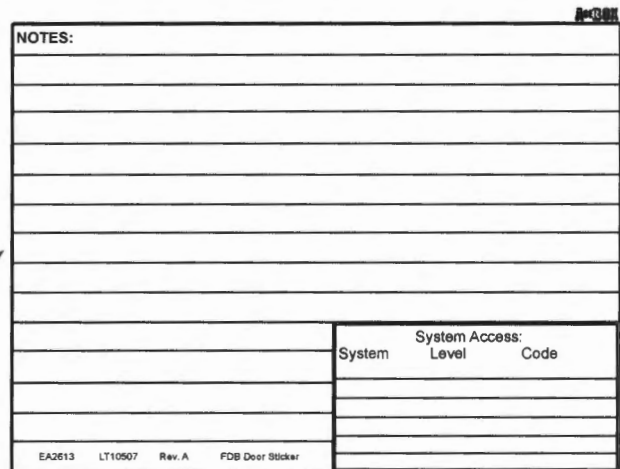 NOTES:
System Access:
System Level Code
EA2613 LT10507 Rev. A FDB Door Sticker